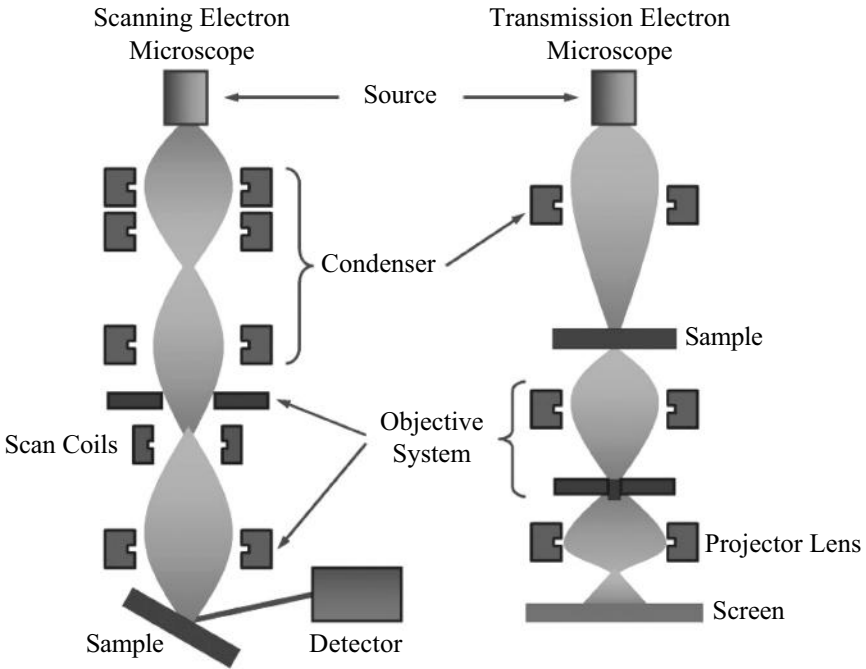 Scanning Electron
Microscope
Transmission Electron
Microscope
Source
Condenser
Sample
Objective
System
Scan Coils
Projector Lens
Sample
Detector
Screen